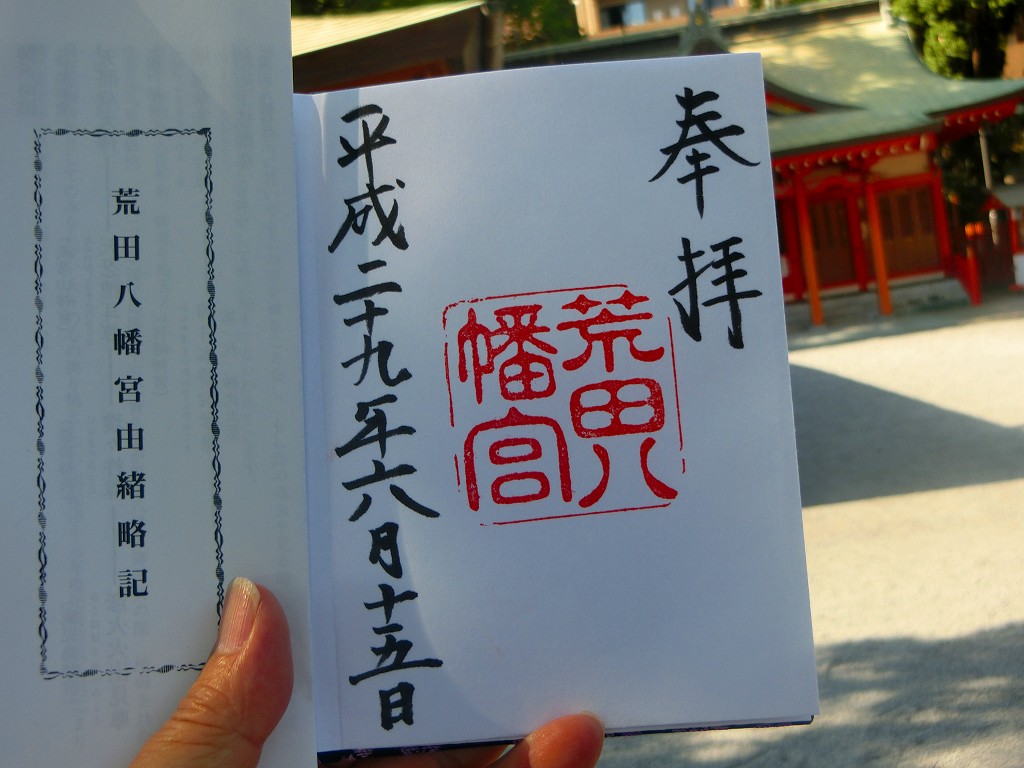 奉拝
荒田八
幡宮
平成二十九年六月十五日
荒田八幡宮由緒略記